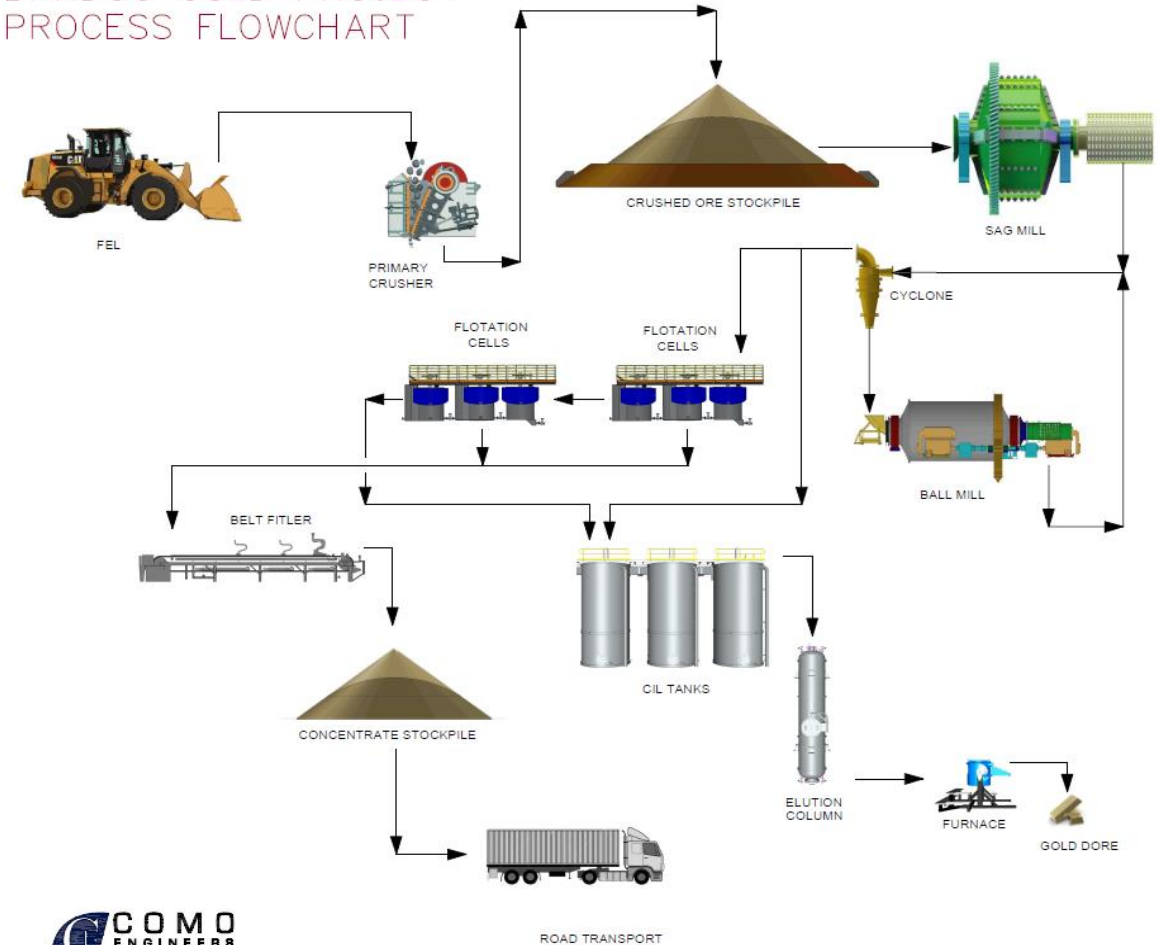 PROCESS FLOWCHART
CAT
FEL
PRIMARY
CRUSHER
CRUSHED ORE STOCKPILE
SAG MILL
CYCLONE
FLOTATION
CELLS
FLOTATION
CELLS
BALL MILL
BELT FITLER
CIL TANKS
CONCENTRATE STOCKPILE
ELUTION
COLUMN
FURNACE
GOLD DORE
ROAD TRANSPORT
COMO
ENGINEERS